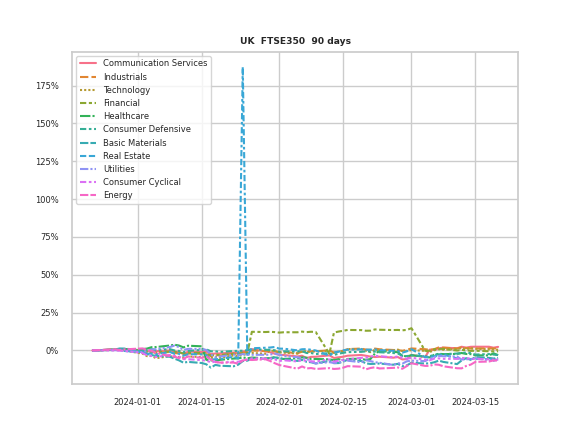 UK  FTSE350  90 days
175%
150%
125%
100%
75%
50%
25%
0%
Communication Services
Industrials
Technology
Financial
Healthcare
Consumer Defensive
Basic Materials
Real Estate
Utilities
Consumer Cyclical
Energy
2024-01-01 2024-01-15 2024-02-01 2024-02-15 2024-03-01 2024-03-15